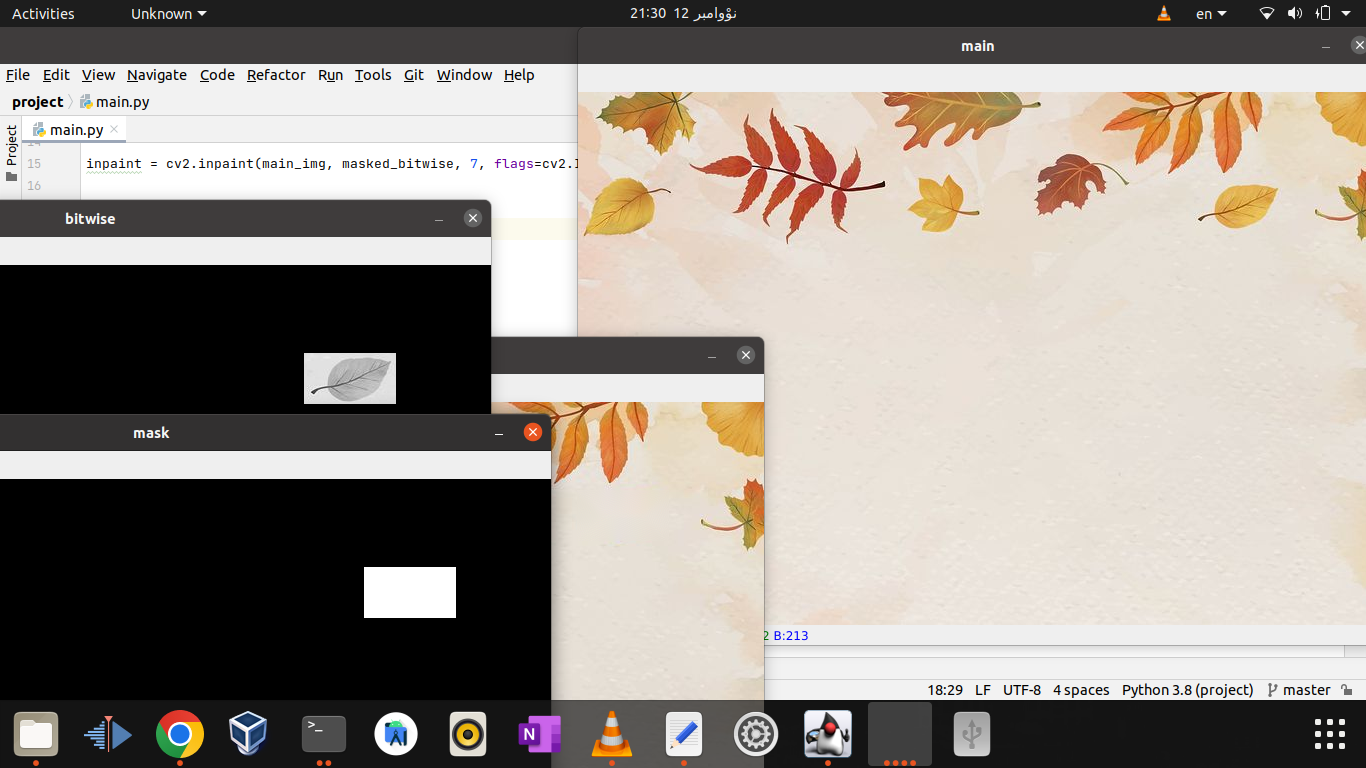 Activities
Unknown
21:30 نۆوامبر 12
en
main
File Edit View Navigate Code Refactor Run Tools Git Window Help
project main.py
main.py
Project
14
15 inpaint = cv2.inpaint(main_img, masked_bitwise, 7, flags=cv2.I
16
bitwise
mask
2 B:213
18:29 LF UTF-8 4 spaces Python 3.8 (project) master
>_
N